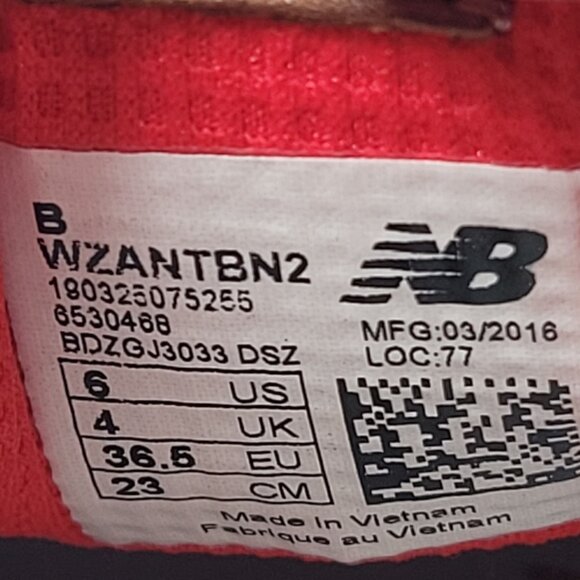 B
WZANTBN2
190325075255
6530468
BDZGJ3033 DSZ
6 US
4 UK
36.5 EU
23 CM
NB
MFG:03/2016
LOC:77
Made in Vietnam
Fabrique au Vietnam